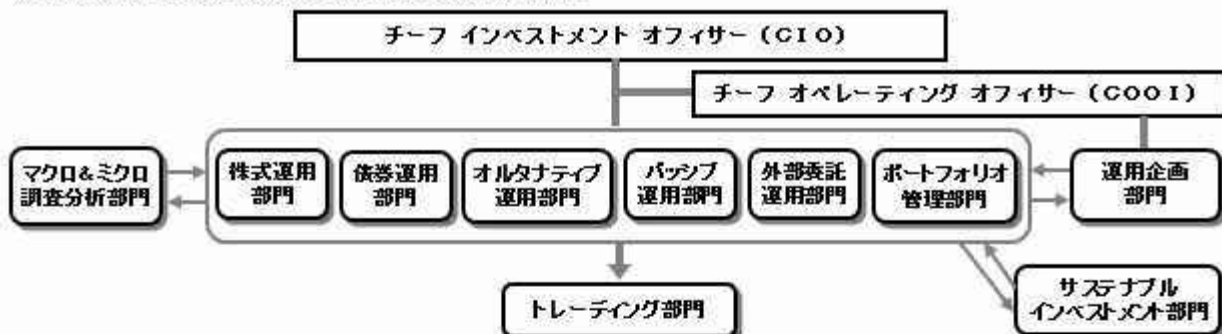 チーフ インベストメント オフィサー（CIO）
チーフ オペレーティング オフィサー（COOI）
マクロ&ミクロ
調査分析部門
株式運用
部門
債券運用
部門
オルタナティブ
運用部門
パッシブ
運用部門
外部委託
運用部門
ポートフォリオ
管理部門
運用企画
部門
トレーディング部門
サステナブル
インベストメント部門